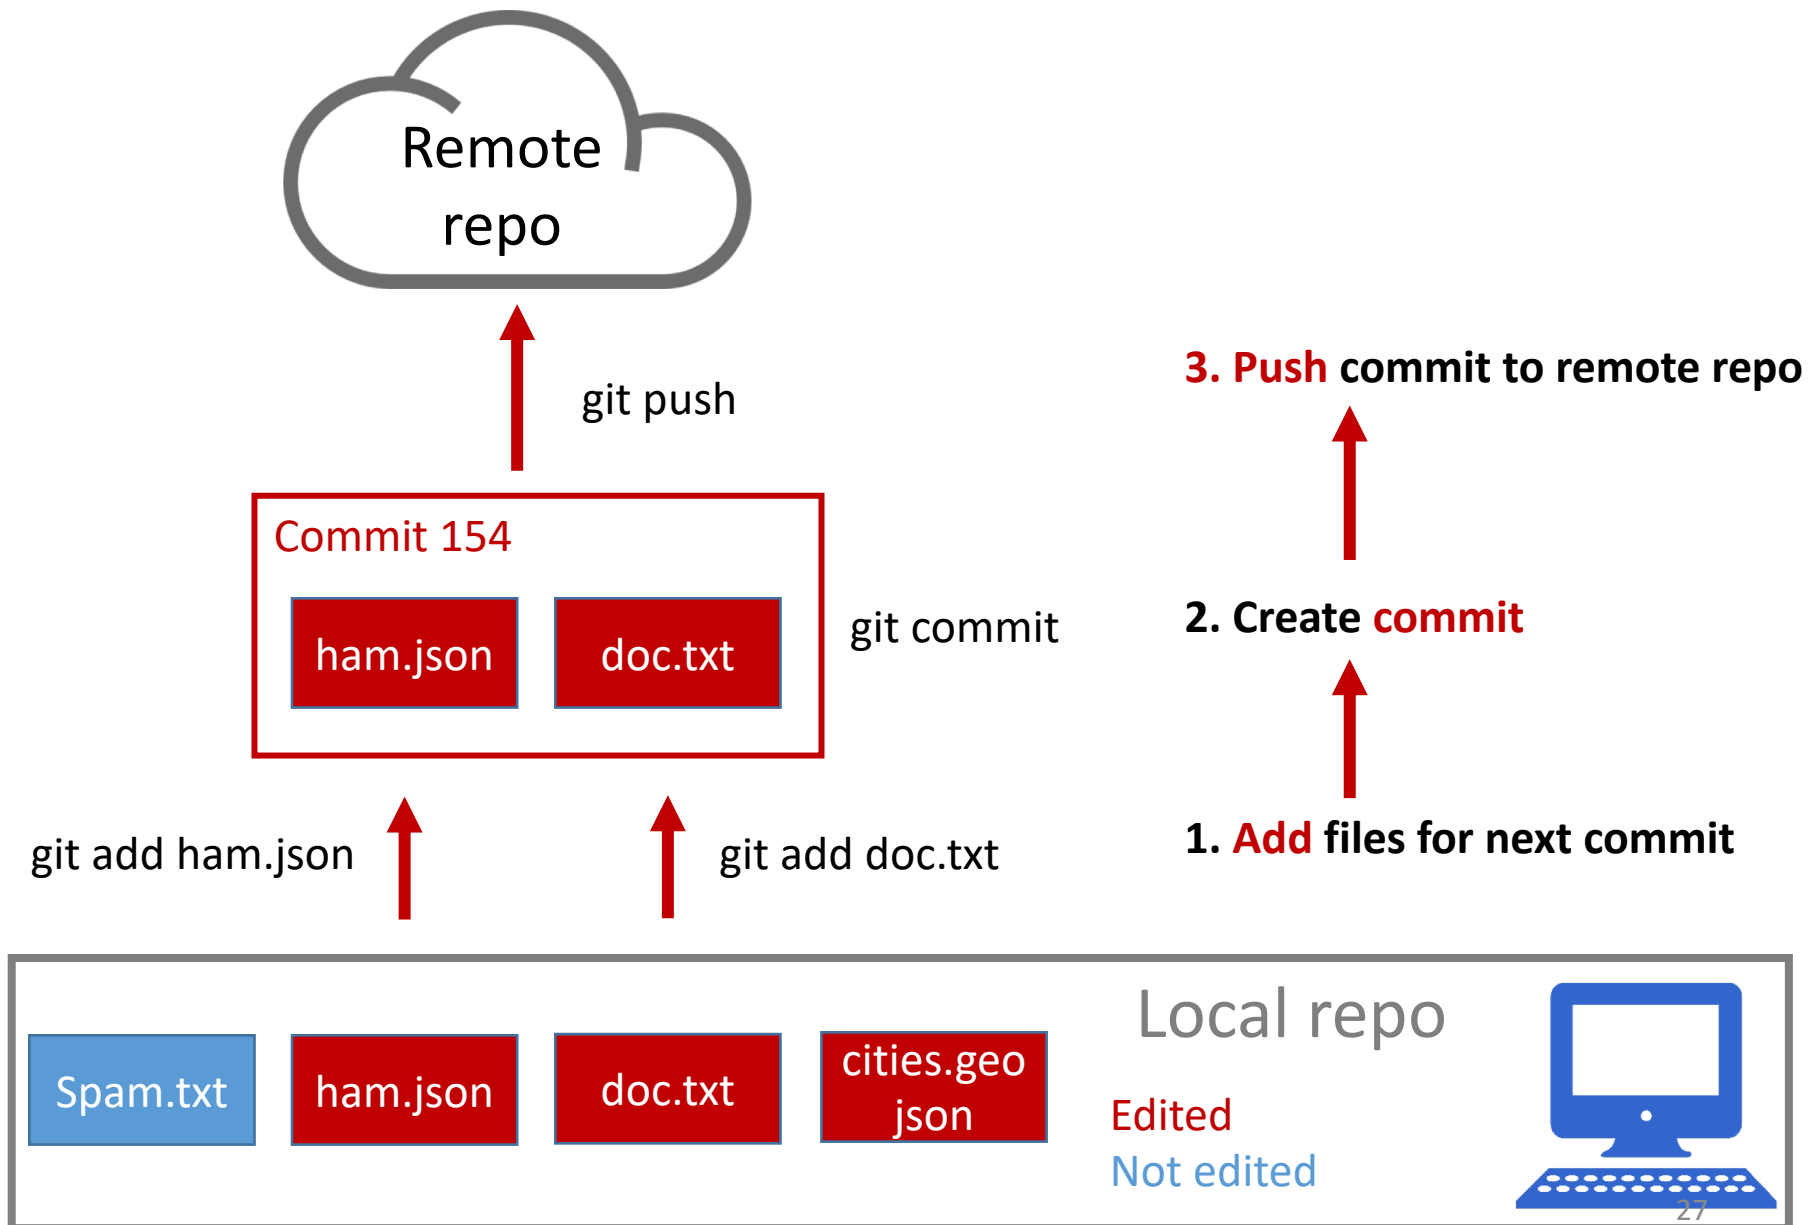 Remote
repo
git push
3. Push commit to remote repo
Commit 154
ham.json
doc.txt
git commit
2. Create commit
git add ham.json
git add doc.txt
1. Add files for next commit
Local repo
Spam.txt
ham.json
doc.txt
cities.geo
json
Edited
Not edited
27